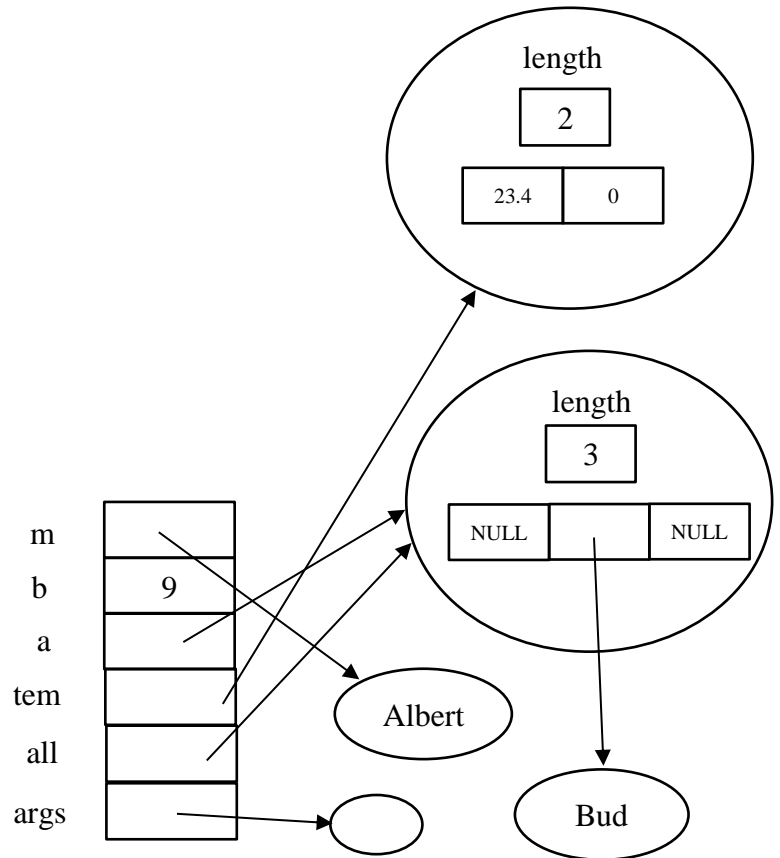 length
2
23.4 0
length
3
NULL NULL
m
b 9
a
tem
all
args
Albert
Bud